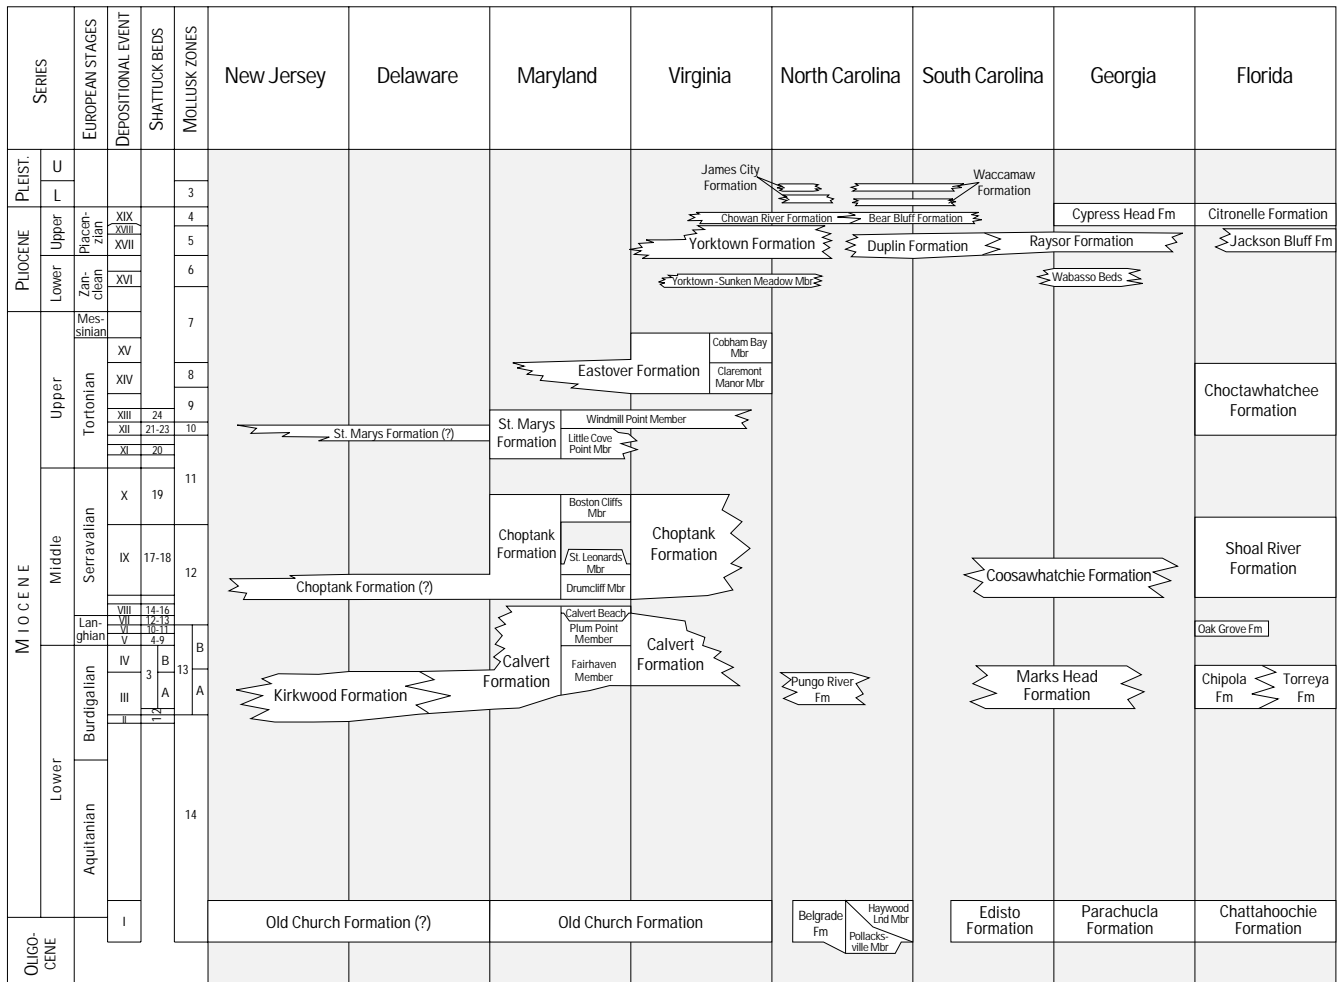 SERIES
EUROPEAN STAGES
DEPOSITIONAL EVENT
SHATTUCK BEDS
MOLLUSK ZONES
New Jersey
Delaware
Maryland
Virginia
North Carolina
South Carolina
Georgia
Florida
PLEIST.
U
L
3
James City
Formation
Waccamaw
Formation
PLIOCENE
Upper
Lower
Piacen-
zian
Zan-
clean
XIX
XVIII
XVII
XVI
4
5
6
Chowan River Formation
Bear Bluff Formation
Cypress Head Fm
Citronelle Formation
Yorktown Formation
Duplin Formation
Raysor Formation
Jackson Bluff Fm
Yorktown-Sunken Meadow Mbr
Wabasso Beds
MIOCENE
Upper
Middle
Lower
Mes-
sinian
Tortonian
Serravalian
Lan-
ghian
Burdigalian
Aquitanian
XV
XIV
XIII
XII
XI
X
IX
VIII
VII
VI
V
IV
III
II
24
21-23
20
19
17-18
14-16
12-13
10-11
4-9
3
B
A
2
1
7
8
9
10
11
12
13
B
A
14
Eastover Formation
Cobham Bay
Mbr
Claremont
Manor Mbr
Choctawhatchee
Formation
St. Marys Formation (?)
St. Marys
Formation
Windmill Point Member
Little Cove
Point Mbr
Choptank Formation (?)
Choptank
Formation
Boston Cliffs
Mbr
St. Leonards
Mbr
Drumcliff Mbr
Choptank
Formation
Coosawhatchie Formation
Shoal River
Formation
Kirkwood Formation
Calvert
Formation
Calvert Beach
Plum Point
Member
Fairhaven
Member
Calvert
Formation
Pungo River
Fm
Marks Head
Formation
Oak Grove Fm
Chipola
Fm
Torreya
Fm
OLIGO-
CENE
I
Old Church Formation (?)
Old Church Formation
Belgrade
Fm
Haywood
Lnd Mbr
Pollacks-
ville Mbr
Edisto
Formation
Parachucla
Formation
Chattahoochie
Formation